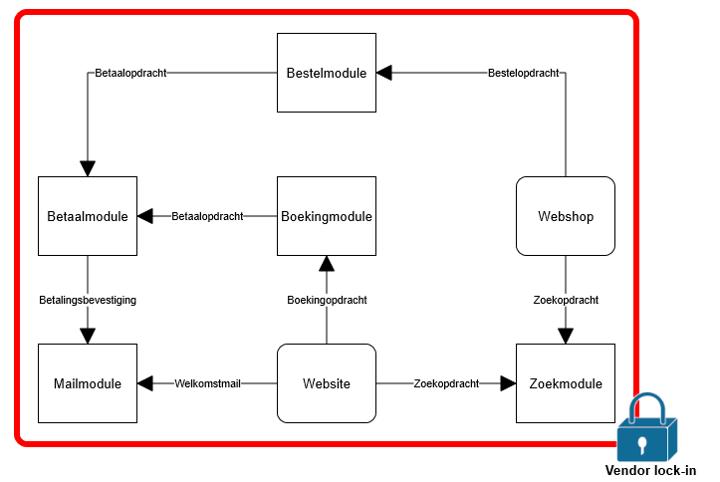 Bestelmodule
Betaalopdracht
Bestelopdracht
Betaalmodule
Betaalopdracht
Boekingmodule
Webshop
Betalingsbevestiging
Boekingopdracht
Zoekopdracht
Mailmodule
Welkomstmail
Website
Zoekopdracht
Zoekmodule
Vendor lock-in